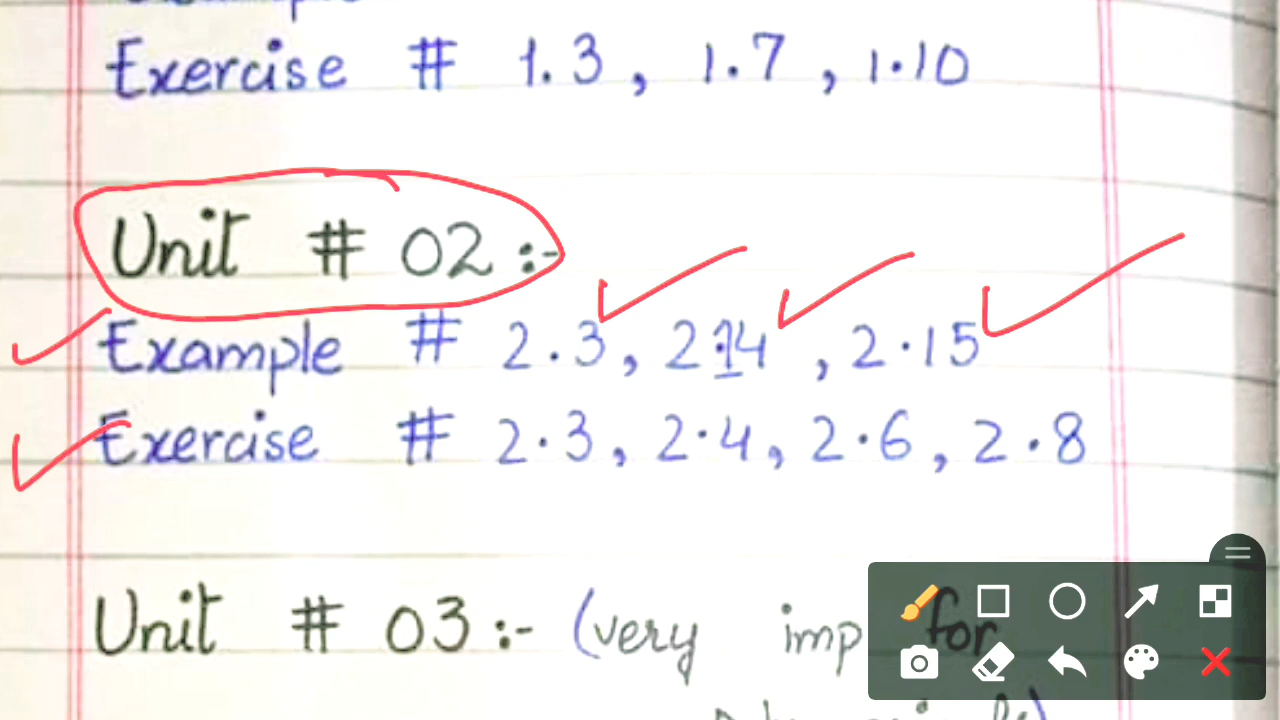 Exercise # 1.3, 1.7, 1.10
Unit # 02:-
Example # 2.3, 2.14, 2.15
Exercise # 2.3, 2.4, 2.6, 2.8
Unit # 03:- (very imp for